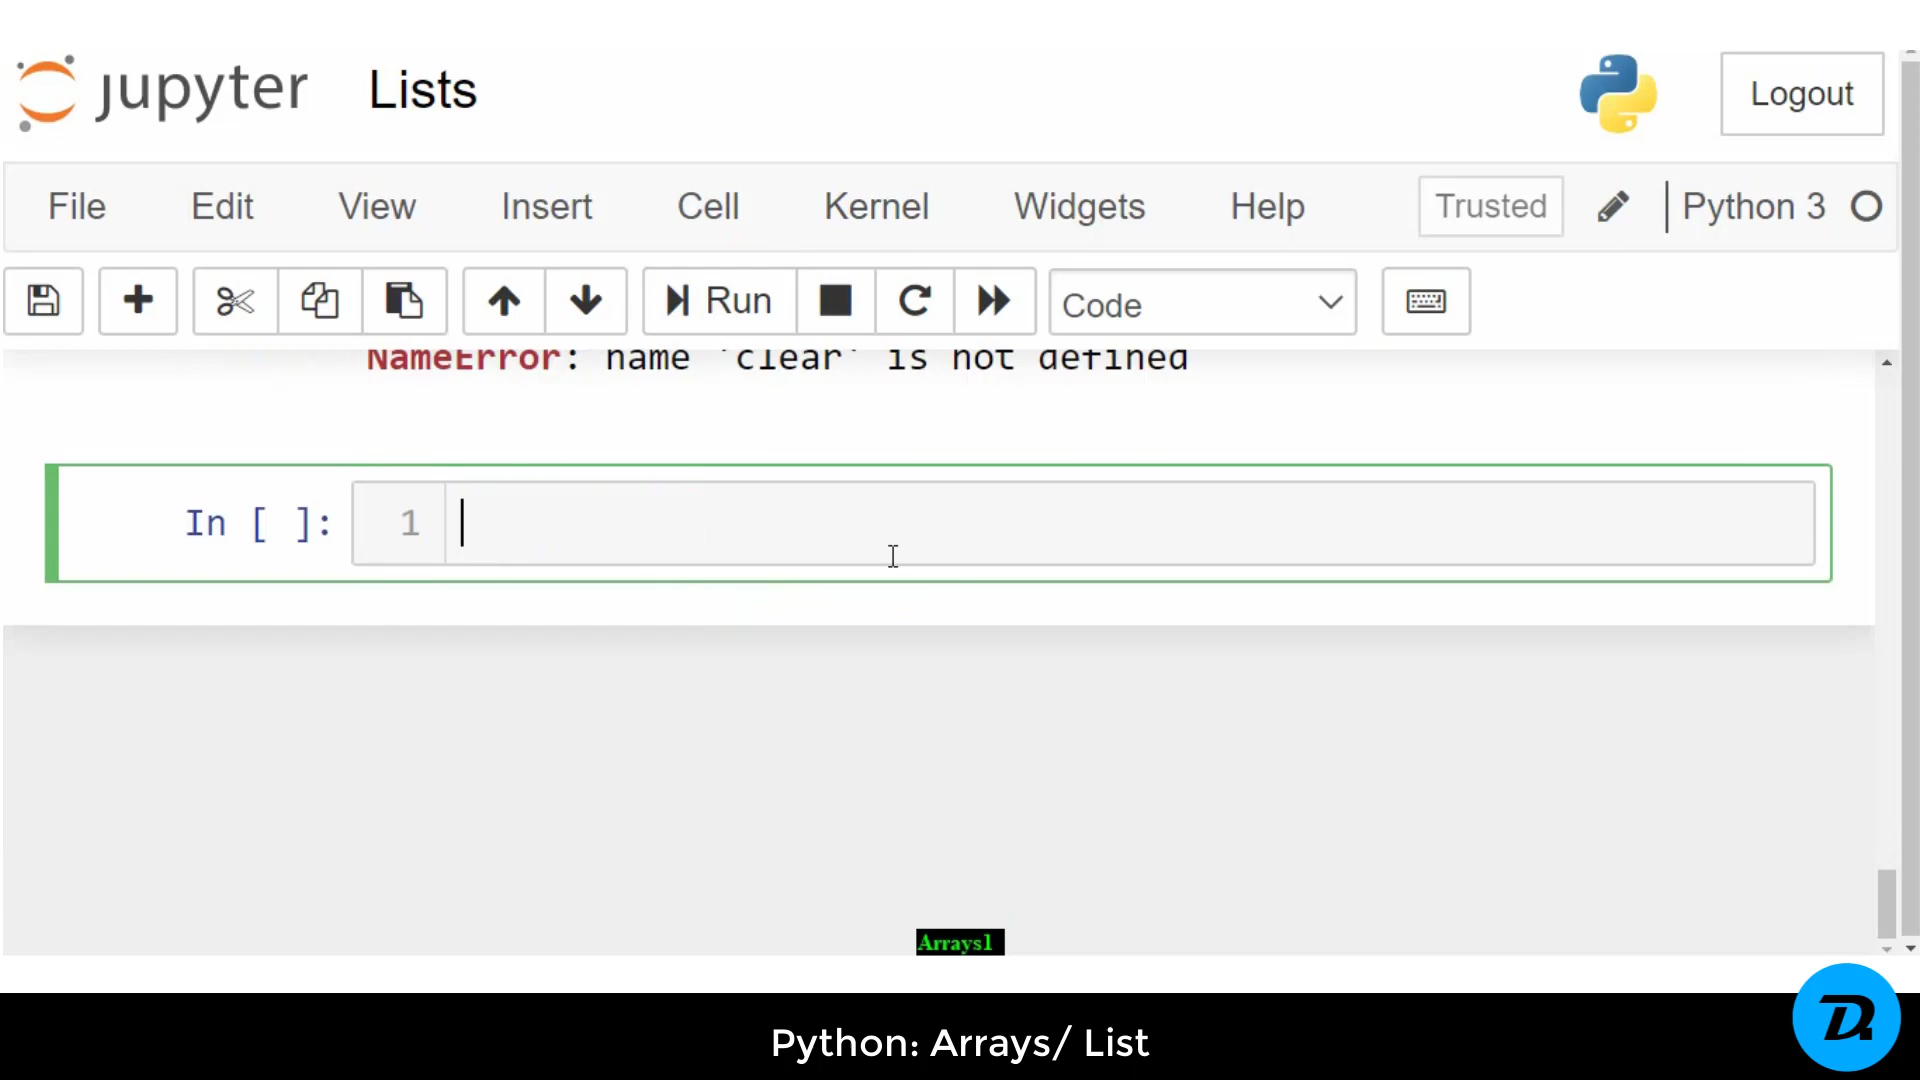 jupyter Lists
Logout
File Edit View Insert Cell Kernel Widgets Help Trusted Python 3
Run Code
NameError: name 'clear' is not defined
In [ ]: 1
Arrays1
Python: Arrays/ List